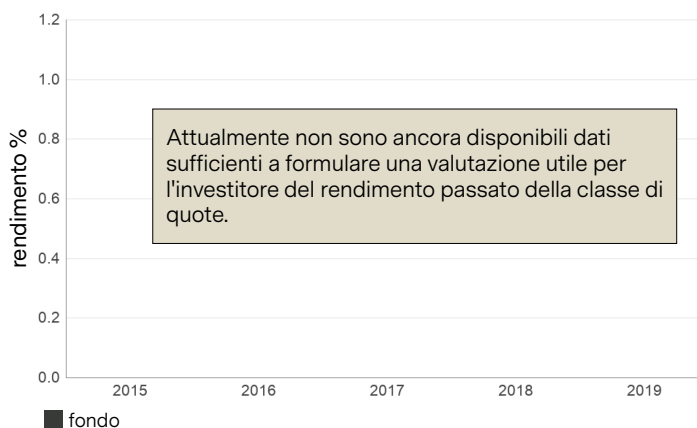 1.2
1.0
0.8
0.6
0.4
0.2
0.0
rendimento %
Attualmente non sono ancora disponibili dati
sufficienti a formulare una valutazione utile per
l'investitore del rendimento passato della classe di
quote.
2015 2016 2017 2018 2019
fondo